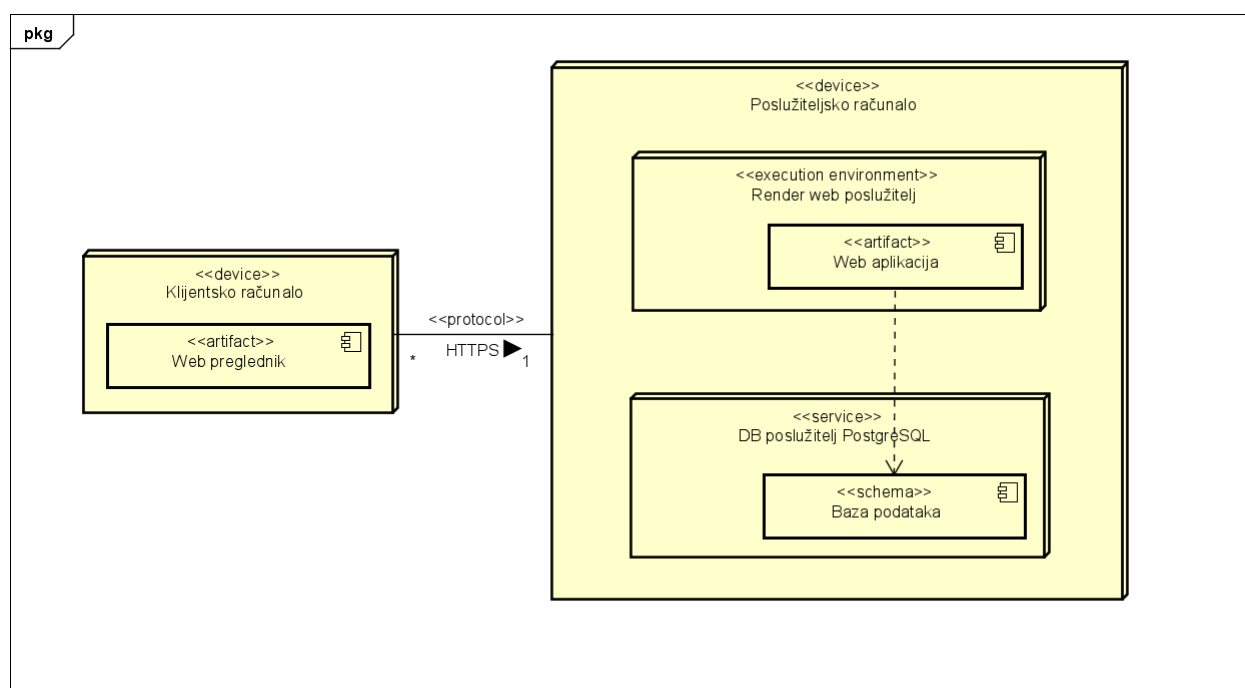 pkg
<<device>>
Poslužiteljsko računalo
<<execution environment>>
Render web poslužitelj
<<artifact>>
Web aplikacija
<<device>>
Klijentsko računalo
<<artifact>>
Web preglednik
<<protocol>>
HTTPS
*
1
<<service>>
DB poslužitelj PostgreSQL
<<schema>>
Baza podataka